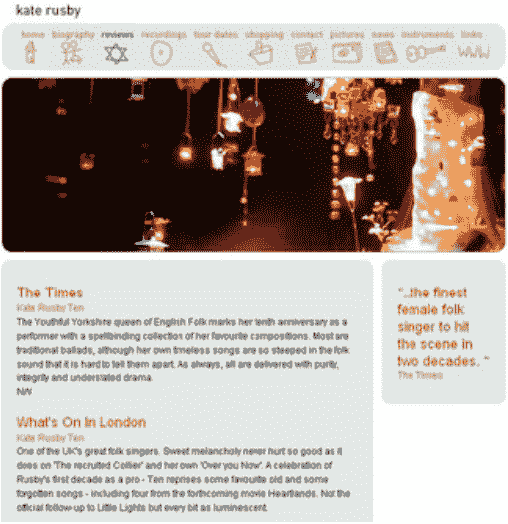 kate rusby
home biography reviews recordings tour dates shopping contact pictures news instruments links
WWW
The Times
Kate Rusby Ten
The Youthful Yorkshire queen of English Folk marks her tenth anniversary as a
performer with a spellbinding collection of her favourite compositions. Most are
traditional ballads, although her own timeless songs are so steeped in the folk
sound that it is hard to tell them apart. As always, all are delivered with purity,
integrity and understated drama.
"..the finest
female folk
singer to hit
the scene in
two decades. "
The Times
What's On In London
Kate Rusby Ten
One of the UK's great folk singers. Sweet melancholy never hurt so good as it
does on 'The recruited Collier' and her own 'Over you Now'. A celebration of
Rusby's first decade as a pro - Ten reprises some favourite old and some
forgotten songs - including four from the forthcoming movie Heartlands. Not the
official follow-up to Little Lights but every bit as luminescent.